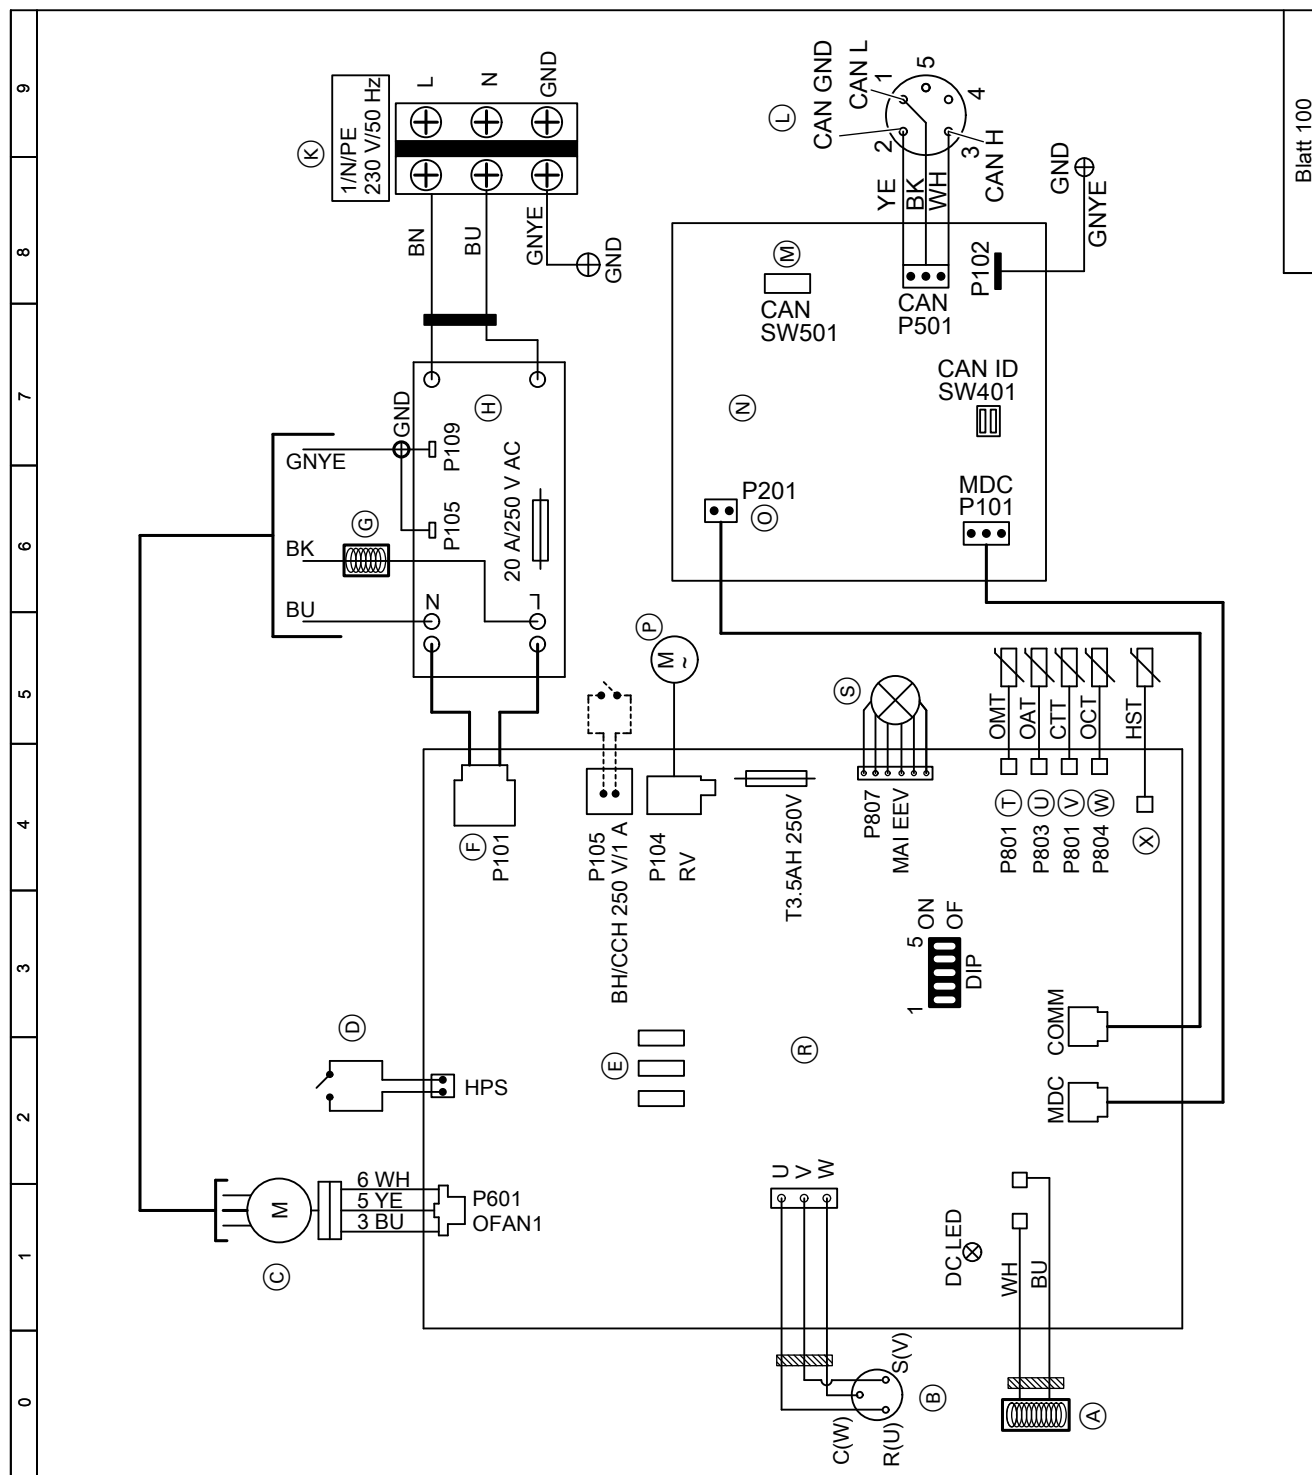 9
8
7
6
5
4
3
2
1
0
Blatt 100
K
1/N/PE
230 V/50 Hz
L
N
GND
BN
BU
GNYE
GND
L
CAN GND
CAN L
1
5
2
4
3
CAN H
YE
BK
WH
GND
GNYE
M
CAN
SW501
CAN
P501
P102
N
CAN ID
SW401
P201
O
MDC
P101
GNYE
GND
H
P109
P105
20 A/250 V AC
G
BK
BU
N
L
P
M
~
S
OMT
OAT
CTT
OCT
HST
F
P101
P105
BH/CCH 250 V/1 A
P104
RV
T3.5AH 250V
P807
MAI EEV
P801
T
P803
U
P801
V
P804
W
X
1
5
ON
OF
DIP
D
HPS
E
R
COMM
MDC
M
C
6 WH
5 YE
3 BU
P601
OFAN1
U
V
W
DC LED
WH
BU
C(W)
S(V)
R(U)
B
A